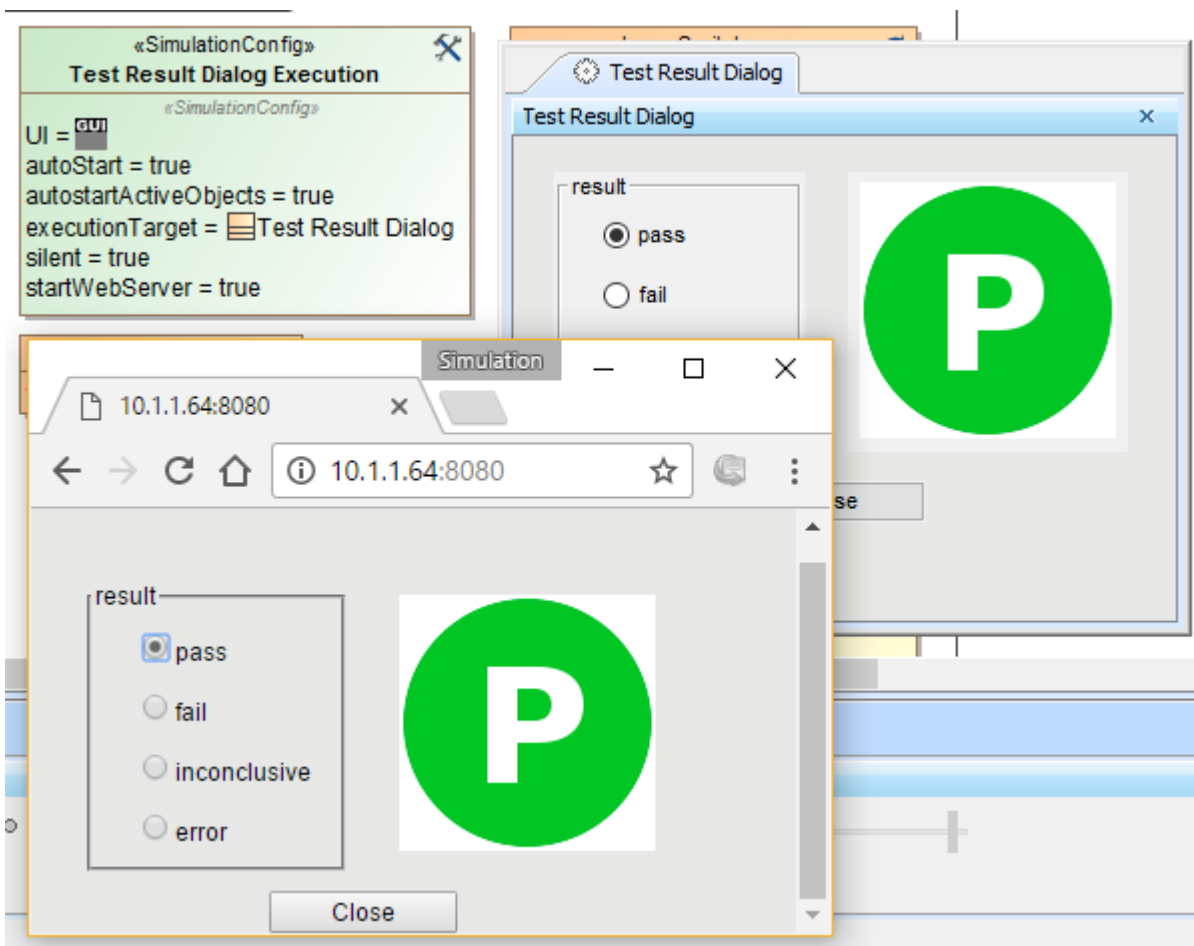 «SimulationConfig»
Test Result Dialog Execution
«SimulationConfig»
UI = GUI
autoStart = true
autostartActiveObjects = true
executionTarget = Test Result Dialog
silent = true
startWebServer = true
Test Result Dialog
Test Result Dialog
result
pass
fail
P
se
Simulation
10.1.1.64:8080
10.1.1.64:8080
result
pass
fail
inconclusive
error
P
Close